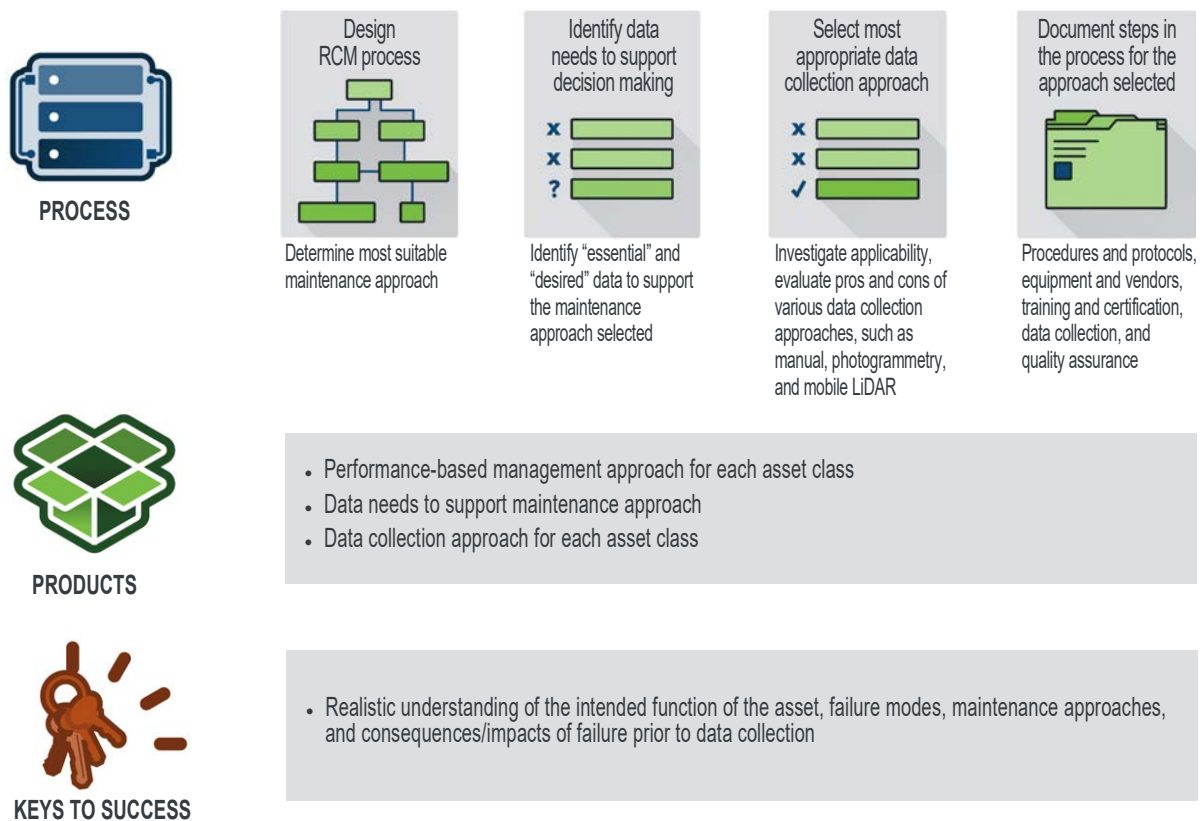 Design
RCM process
Identify data
needs to support
decision making
Select most
appropriate data
collection approach
Document steps in
the process for the
approach selected
x
x
?
x
x
✓
PROCESS
Determine most suitable
maintenance approach
Identify “essential” and
“desired” data to support
the maintenance
approach selected
Investigate applicability,
evaluate pros and cons of
various data collection
approaches, such as
manual, photogrammetry,
and mobile LiDAR
Procedures and protocols,
equipment and vendors,
training and certification,
data collection, and
quality assurance
PRODUCTS
• Performance-based management approach for each asset class
• Data needs to support maintenance approach
• Data collection approach for each asset class
KEYS TO SUCCESS
• Realistic understanding of the intended function of the asset, failure modes, maintenance approaches,
and consequences/impacts of failure prior to data collection